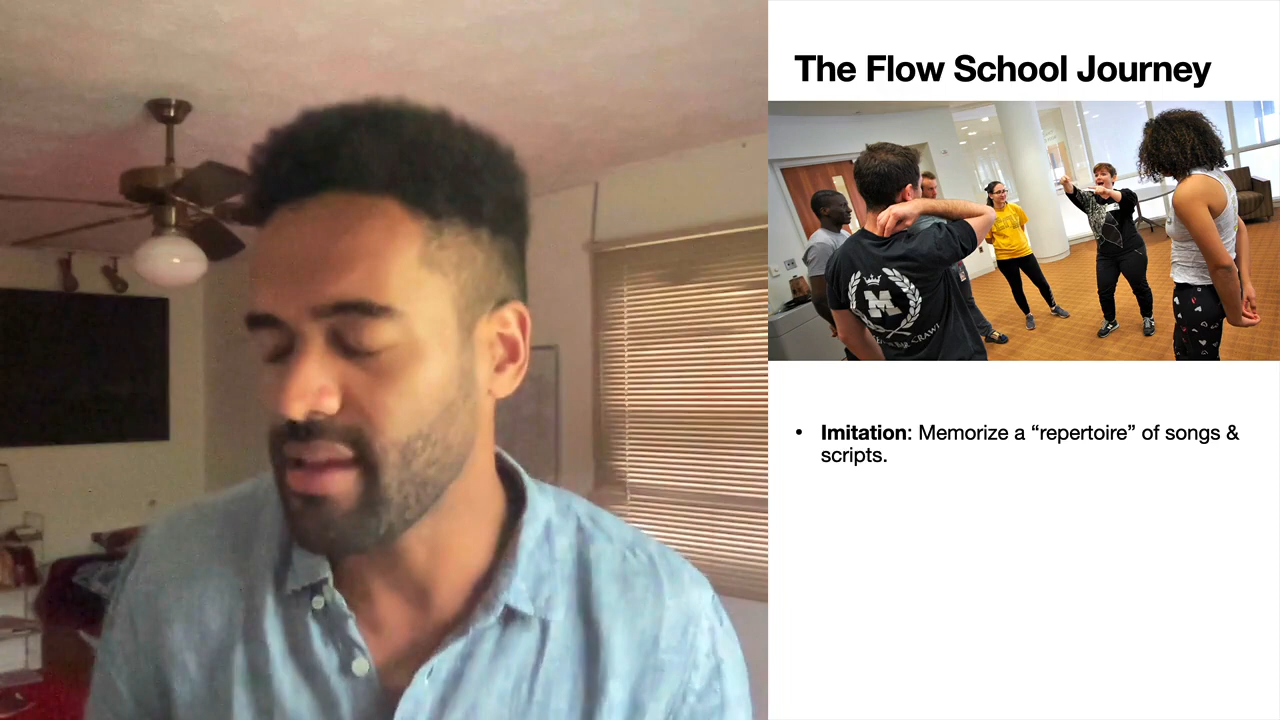 The Flow School Journey
M
• Imitation: Memorize a “repertoire” of songs &
scripts.